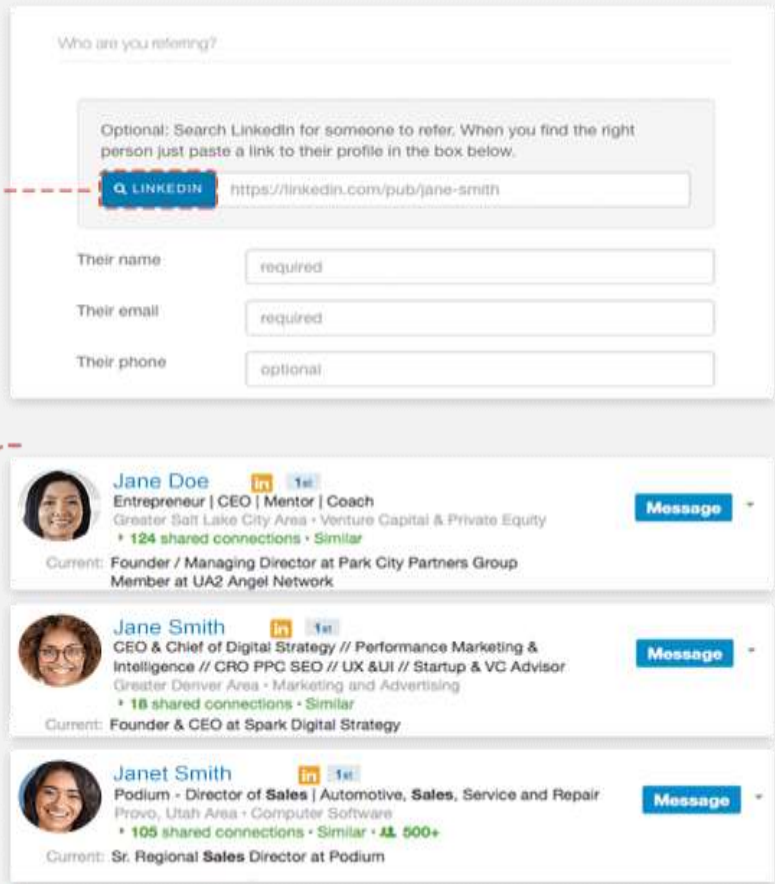 Who are you referring?
Optional: Search LinkedIn for someone to refer. When you find the right
person just paste a link to their profile in the box below.
LINKEDIN https://linkedin.com/pub/jane-smith
Their name required
Their email required
Their phone optional
Jane Doe in 1st
Entrepreneur | CEO | Mentor | Coach
Message
Greater Salt Lake City Area • Venture Capital & Private Equity
124 shared connections • Similar
Current: Founder / Managing Director at Park City Partners Group
Member at UA2 Angel Network
Jane Smith in 1st
CEO & Chief of Digital Strategy // Performance Marketing &
Message
Intelligence // CRO PPC SEO // UX &UI // Startup & VC Advisor
Greater Denver Area • Marketing and Advertising
18 shared connections • Similar
Current: Founder & CEO at Spark Digital Strategy
Janet Smith in 1st
Podium - Director of Sales | Automotive, Sales, Service and Repair
Message
Provo, Utah Area • Computer Software
105 shared connections • Similar • 500+
Current: Sr. Regional Sales Director at Podium